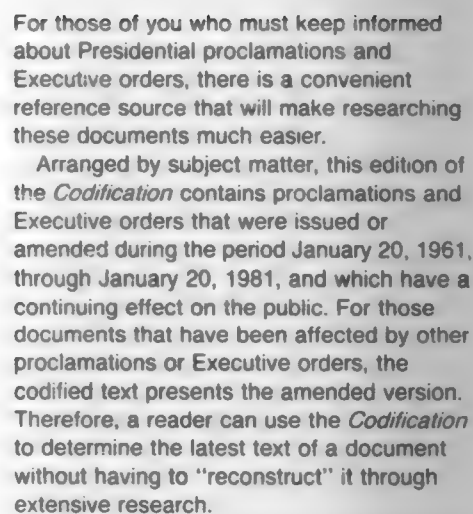 For those of you who must keep informed
about Presidential proclamations and
Executive orders, there is a convenient
reference source that will make researching
these documents much easier.
Arranged by subject matter, this edition of
the Codification contains proclamations and
Executive orders that were issued or
amended during the period January 20, 1961,
through January 20, 1981, and which have a
continuing effect on the public. For those
documents that have been affected by other
proclamations or Executive orders, the
codified text presents the amended version.
Therefore, a reader can use the Codification
to determine the latest text of a document
without having to "reconstruct" it through
extensive research.